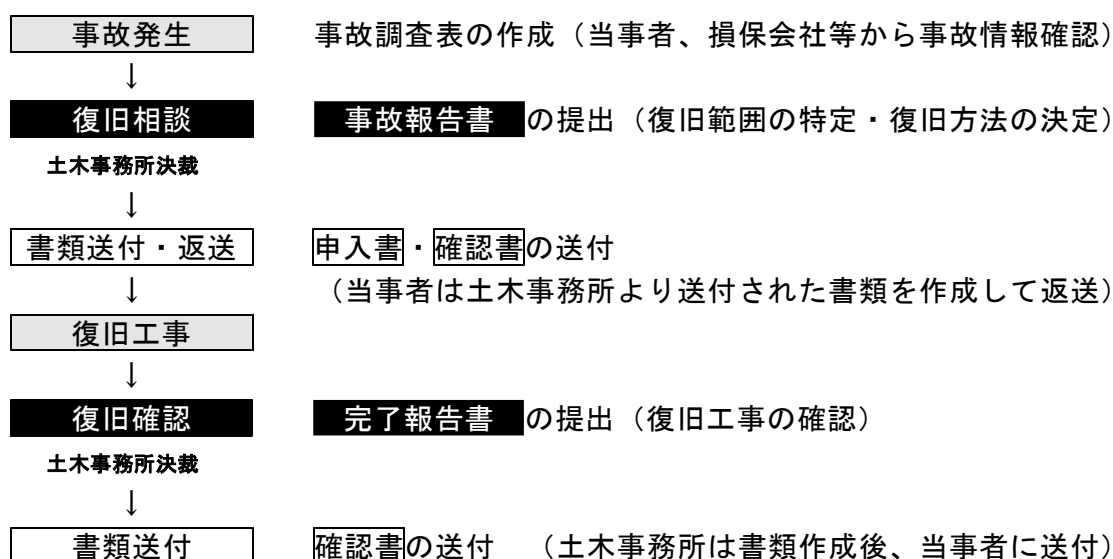 事故発生 事故調査表の作成（当事者、損保会社等から事故情報確認）
↓
復旧相談 事故報告書 の提出（復旧範囲の特定・復旧方法の決定）
土木事務所決裁
↓
書類送付・返送 申入書・確認書の送付
↓ （当事者は土木事務所より送付された書類を作成して返送）
復旧工事
↓
復旧確認 完了報告書 の提出（復旧工事の確認）
土木事務所決裁
↓
書類送付 確認書の送付 （土木事務所は書類作成後、当事者に送付）